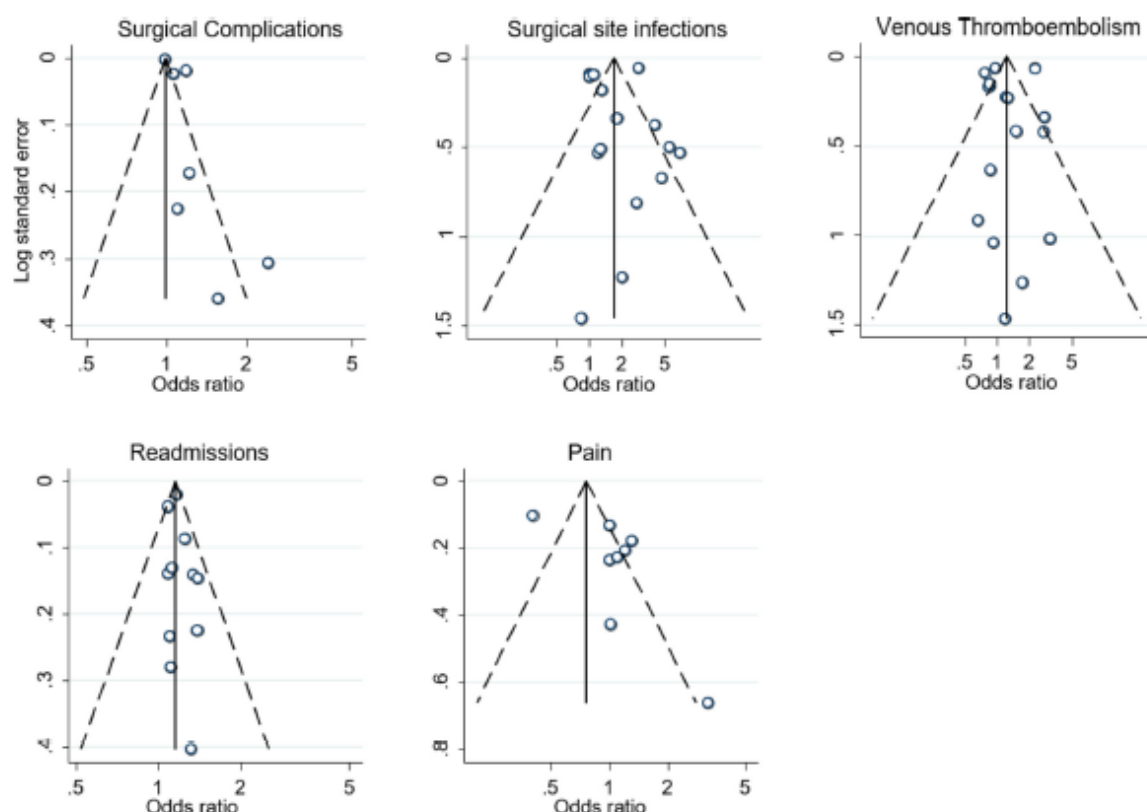 Surgical Complications
Log standard error
0
.1
.2
.3
.4
.5 1 2 5
Odds ratio
Surgical site infections
0
.5
1
1.5
.5 1 2 5
Odds ratio
Venous Thromboembolism
0
.5
1
1.5
.5 1 2 5
Odds ratio
Readmissions
0
.1
.2
.3
.4
.5 1 2 5
Odds ratio
Pain
0
.2
.4
.6
.8
.5 1 2 5
Odds ratio